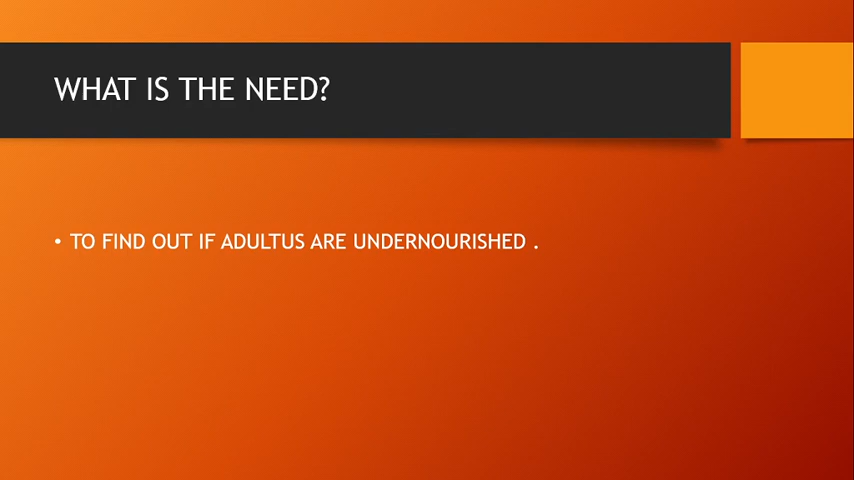 WHAT IS THE NEED?
• TO FIND OUT IF ADULTUS ARE UNDERNOURISHED .